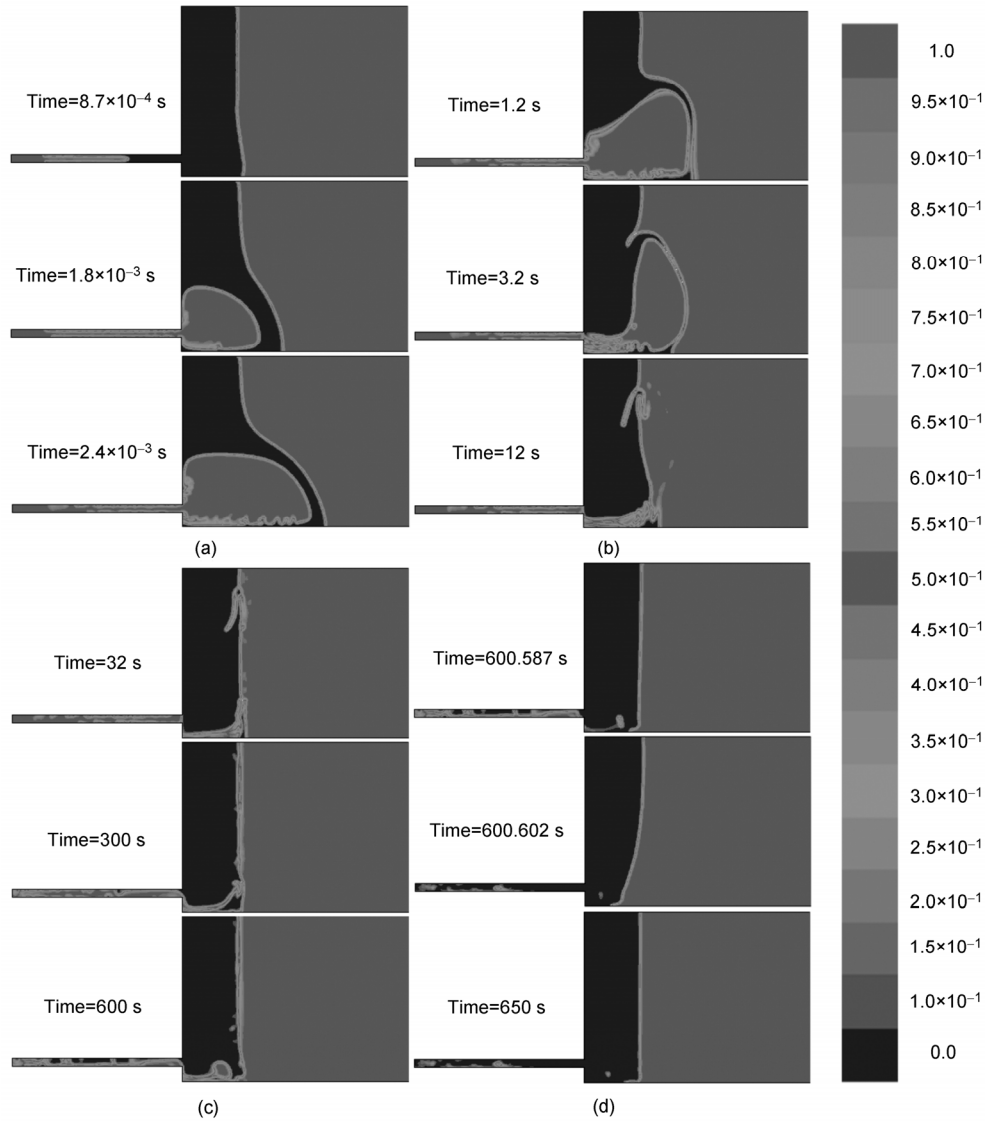 Time=8.7×10⁻⁴ s
Time=1.8×10⁻³ s
Time=2.4×10⁻³ s
(a)
Time=1.2 s
Time=3.2 s
Time=12 s
(b)
Time=32 s
Time=300 s
Time=600 s
(c)
Time=600.587 s
Time=600.602 s
Time=650 s
(d)
1.0
9.5×10⁻¹
9.0×10⁻¹
8.5×10⁻¹
8.0×10⁻¹
7.5×10⁻¹
7.0×10⁻¹
6.5×10⁻¹
6.0×10⁻¹
5.5×10⁻¹
5.0×10⁻¹
4.5×10⁻¹
4.0×10⁻¹
3.5×10⁻¹
3.0×10⁻¹
2.5×10⁻¹
2.0×10⁻¹
1.5×10⁻¹
1.0×10⁻¹
0.0